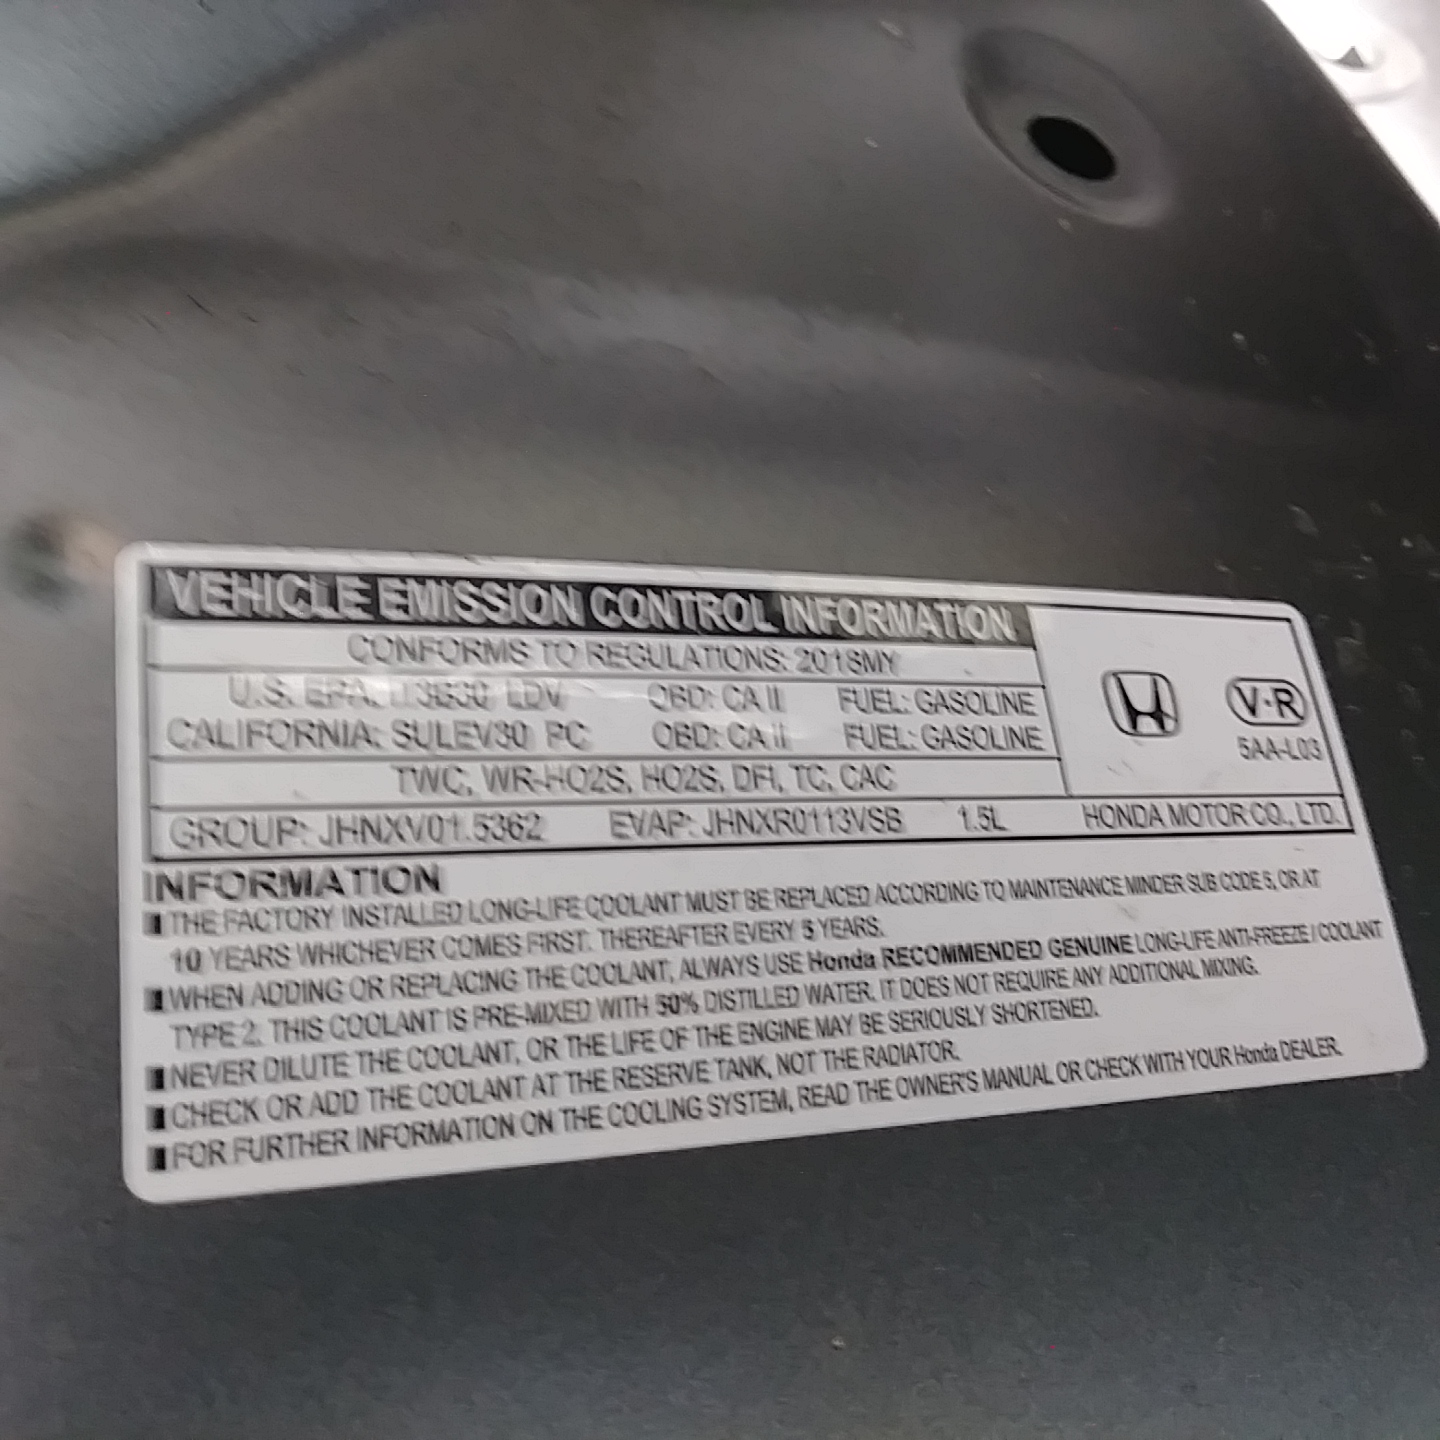 VEHICLE EMISSION CONTROL INFORMATION
CONFORMS TO REGULATIONS: 2018MY
U.S. EPA: T3B30 LDV OBD: CA II FUEL: GASOLINE
CALIFORNIA: SULEV30 PC OBD: CA II FUEL: GASOLINE
TWC, WR-HO2S, HO2S, DFI, TC, CAC
GROUP: JHNXV01.5362 EVAP: JHNXR0113VSB 1.5L HONDA MOTOR CO., LTD.
V·R
5AA-L03
INFORMATION
THE FACTORY INSTALLED LONG-LIFE COOLANT MUST BE REPLACED ACCORDING TO MAINTENANCE MINDER SUB CODE 5, OR AT
10 YEARS WHICHEVER COMES FIRST. THEREAFTER EVERY 5 YEARS.
WHEN ADDING OR REPLACING THE COOLANT, ALWAYS USE Honda RECOMMENDED GENUINE LONG-LIFE ANTI-FREEZE / COOLANT
TYPE 2. THIS COOLANT IS PRE-MIXED WITH 50% DISTILLED WATER. IT DOES NOT REQUIRE ANY ADDITIONAL MIXING.
NEVER DILUTE THE COOLANT, OR THE LIFE OF THE ENGINE MAY BE SERIOUSLY SHORTENED.
CHECK OR ADD THE COOLANT AT THE RESERVE TANK, NOT THE RADIATOR.
FOR FURTHER INFORMATION ON THE COOLING SYSTEM, READ THE OWNER'S MANUAL OR CHECK WITH YOUR Honda DEALER.